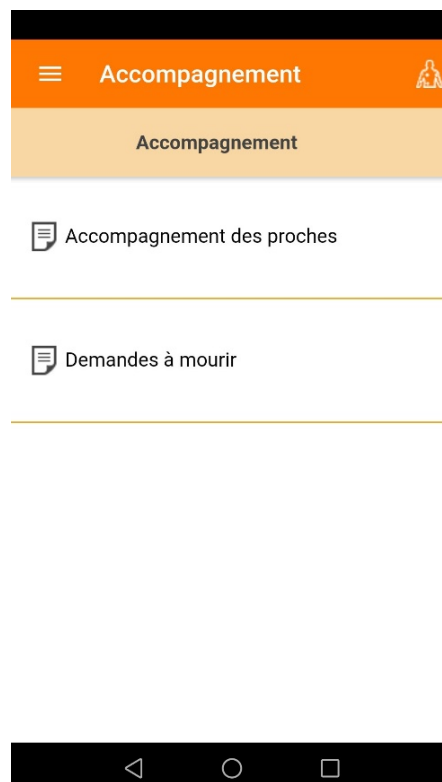 Accompagnement
Accompagnement
Accompagnement des proches
Demandes à mourir